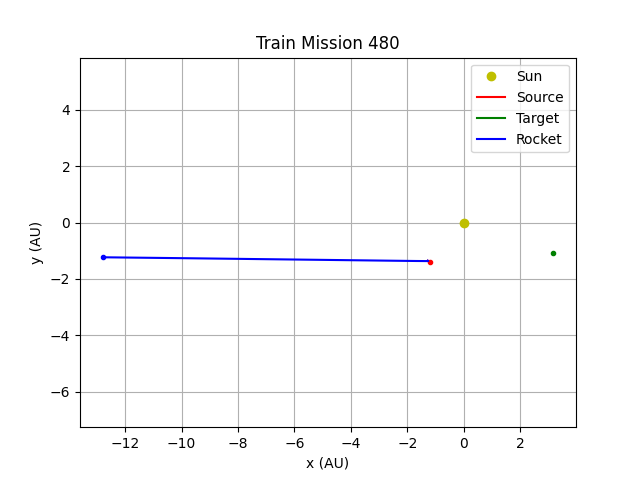 Train Mission 480
Sun
Source
Target
Rocket
4
2
0
−2
−4
−6
y (AU)
−12
−10
−8
−6
−4
−2
0
2
x (AU)